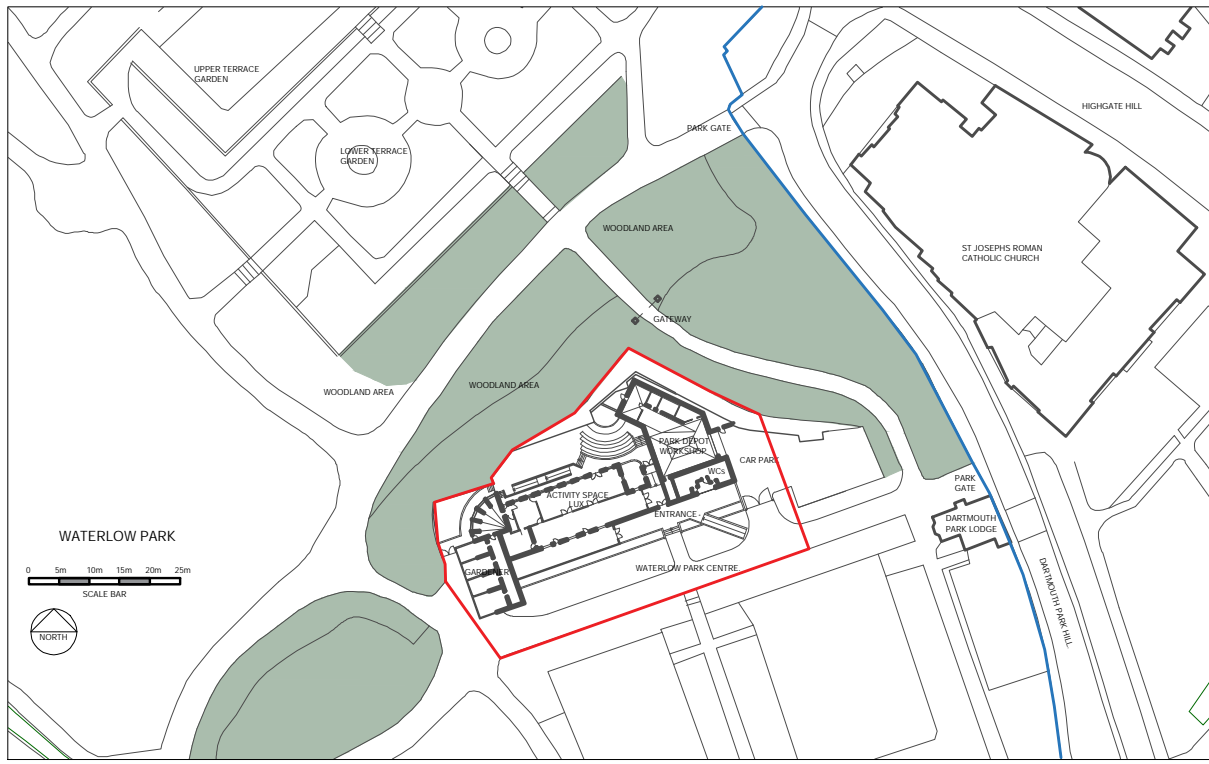 UPPER TERRACE
GARDEN
HIGHGATE HILL
PARK GATE
LOWER TERRACE
GARDEN
WOODLAND AREA
ST JOSEPHS ROMAN
CATHOLIC CHURCH
GATEWAY
WOODLAND AREA
WOODLAND AREA
PARK DEPOT
WORKSHOP
CAR PARK
WCs
PARK
GATE
ACTIVITY SPACE
LUX
ENTRANCE
DARTMOUTH
PARK LODGE
WATERLOW PARK
GARDENER
WATERLOW PARK CENTRE
DARTMOUTH PARK HILL
0 5m 10m 15m 20m 25m
SCALE BAR
NORTH